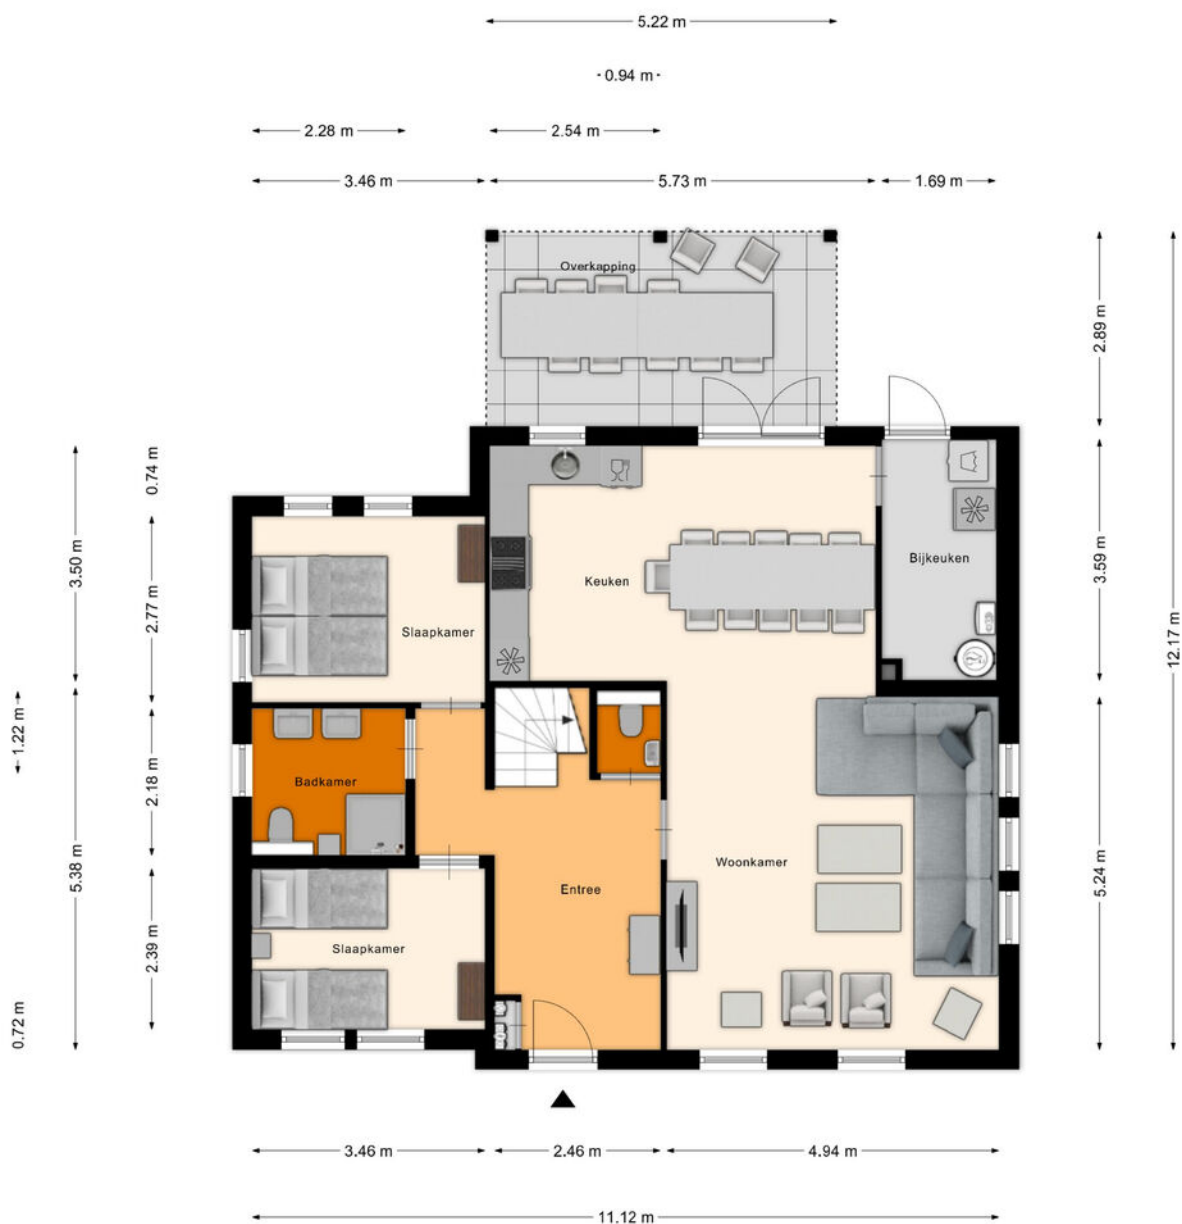 5.22 m
0.94 m
2.28 m
2.54 m
3.46 m
5.73 m
1.69 m
Overkapping
2.89 m
0.74 m
3.50 m
2.77 m
3.59 m
Bijkeuken
Keuken
Slaapkamer
12.17 m
1.22 m
2.18 m
Badkamer
5.38 m
Woonkamer
5.24 m
Entree
Slaapkamer
2.39 m
0.72 m
3.46 m
2.46 m
4.94 m
11.12 m